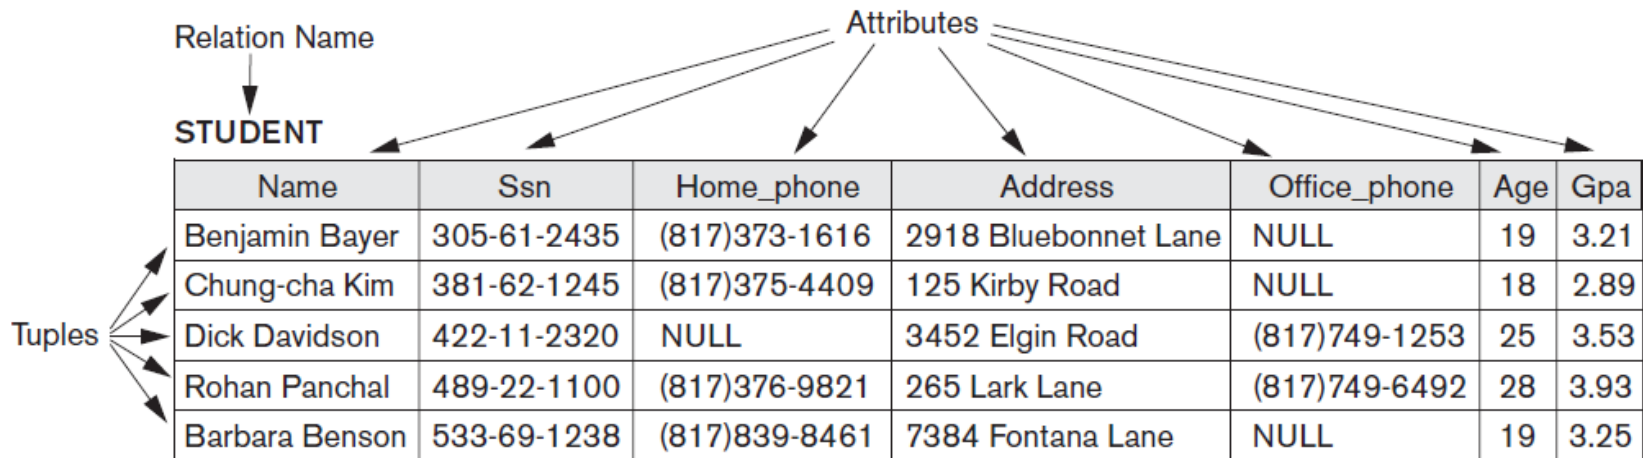 Attributes
Relation Name
STUDENT
Name Ssn Home_phone Address Office_phone Age Gpa
Benjamin Bayer 305-61-2435 (817)373-1616 2918 Bluebonnet Lane NULL 19 3.21
Chung-cha Kim 381-62-1245 (817)375-4409 125 Kirby Road NULL 18 2.89
Tuples Dick Davidson 422-11-2320 NULL 3452 Elgin Road (817)749-1253 25 3.53
Rohan Panchal 489-22-1100 (817)376-9821 265 Lark Lane (817)749-6492 28 3.93
Barbara Benson 533-69-1238 (817)839-8461 7384 Fontana Lane NULL 19 3.25